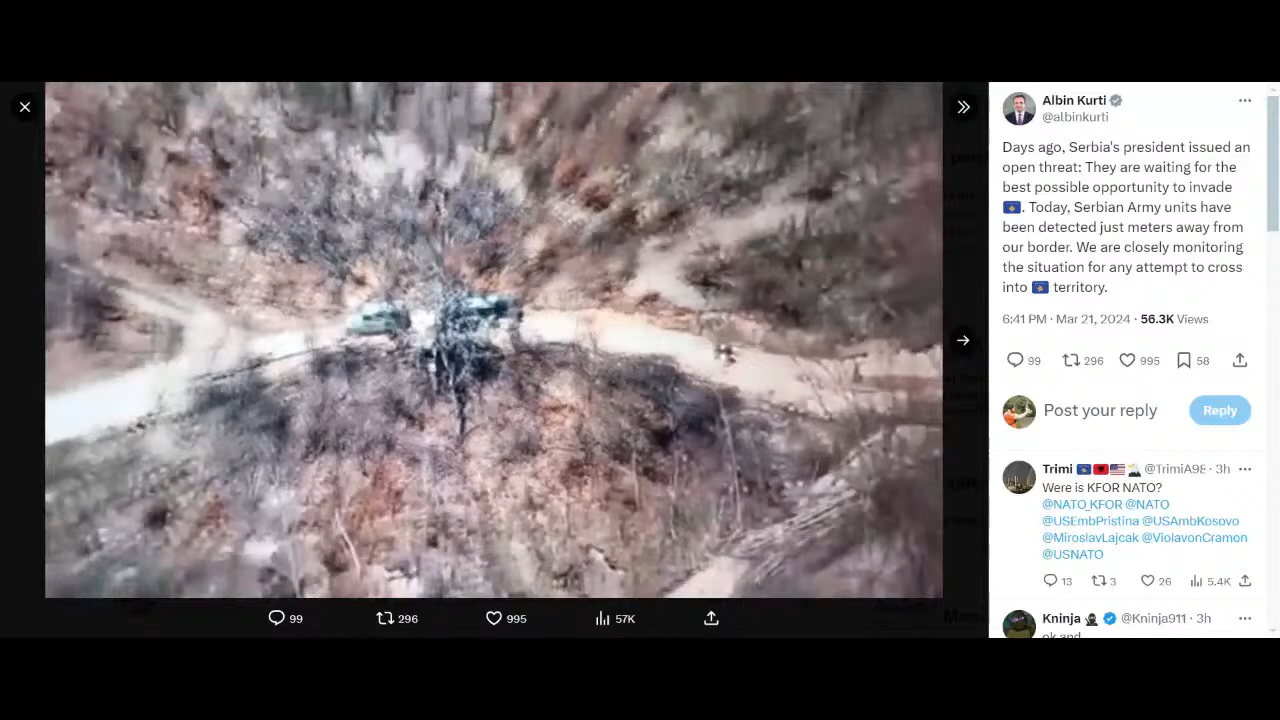 Albin Kurti
@albinkurti
Days ago, Serbia's president issued an
open threat: They are waiting for the
best possible opportunity to invade
🇽🇰. Today, Serbian Army units have
been detected just meters away from
our border. We are closely monitoring
the situation for any attempt to cross
into 🇽🇰 territory.
6:41 PM · Mar 21, 2024 · 56.3K Views
99 296 995 58
Post your reply Reply
Trimi 🇽🇰🇦🇱🇺🇸 @TrimiA98 · 3h
Were is KFOR NATO?
@NATO_KFOR @NATO
@USEmbPristina @USAmbKosovo
@MiroslavLajcak @ViolavonCramon
@USNATO
13 3 26 5.4K
Kninja @Kninja911 · 3h
ok and
99 296 995 57K